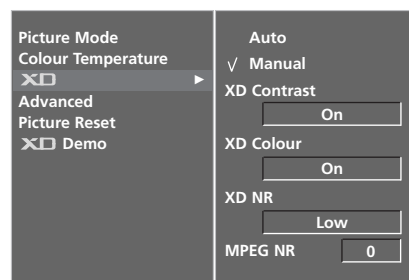 Picture Mode
Colour Temperature
XD
Advanced
Picture Reset
XD Demo
Auto
√ Manual
XD Contrast
On
XD Colour
On
XD NR
Low
MPEG NR 0